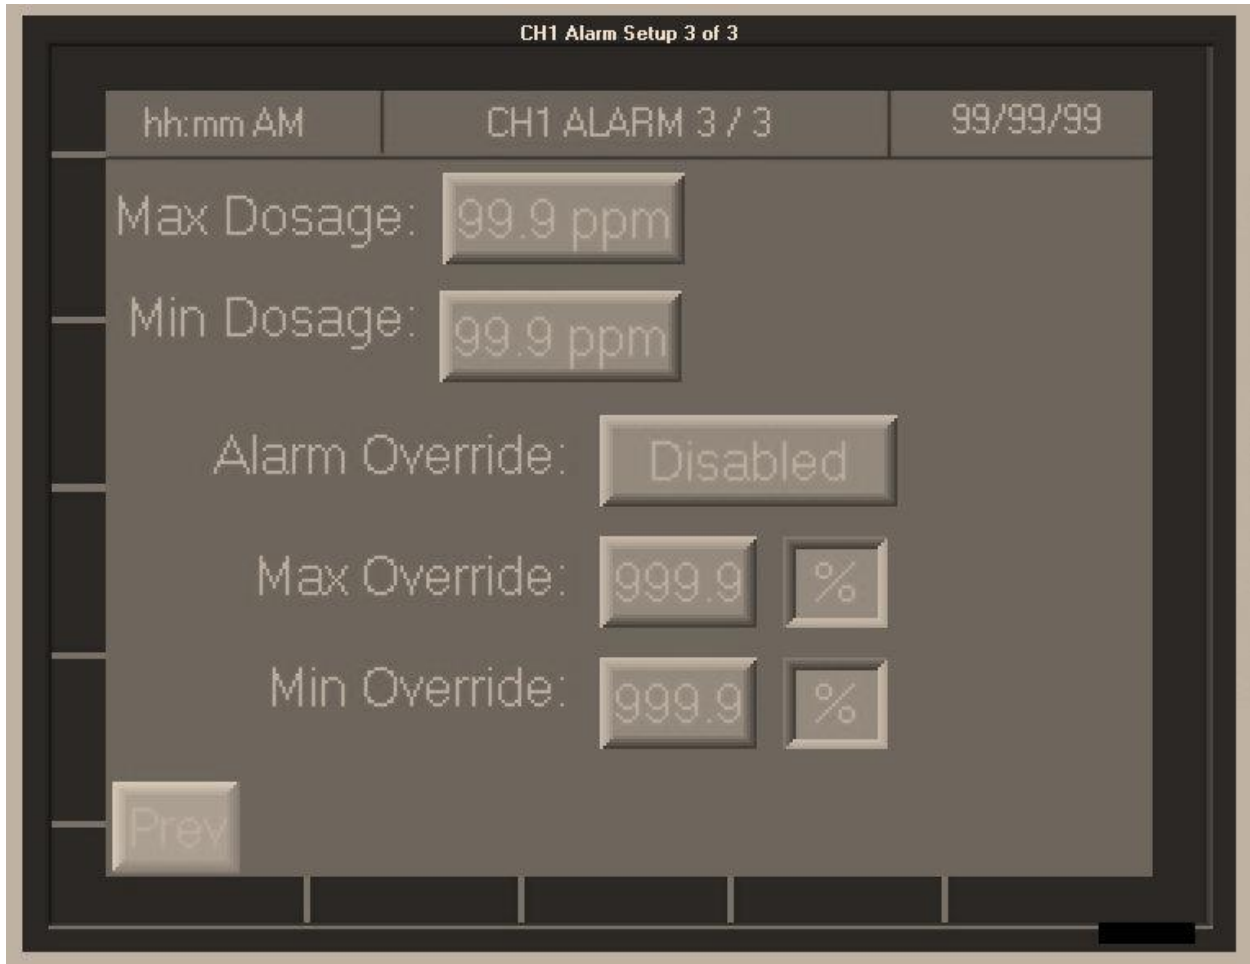 CH1 Alarm Setup 3 of 3
hh:mm AM CH1 ALARM 3 / 3 99/99/99
Max Dosage: 99.9 ppm
Min Dosage: 99.9 ppm
Alarm Override: Disabled
Max Override: 999.9 %
Min Override: 999.9 %
Prev